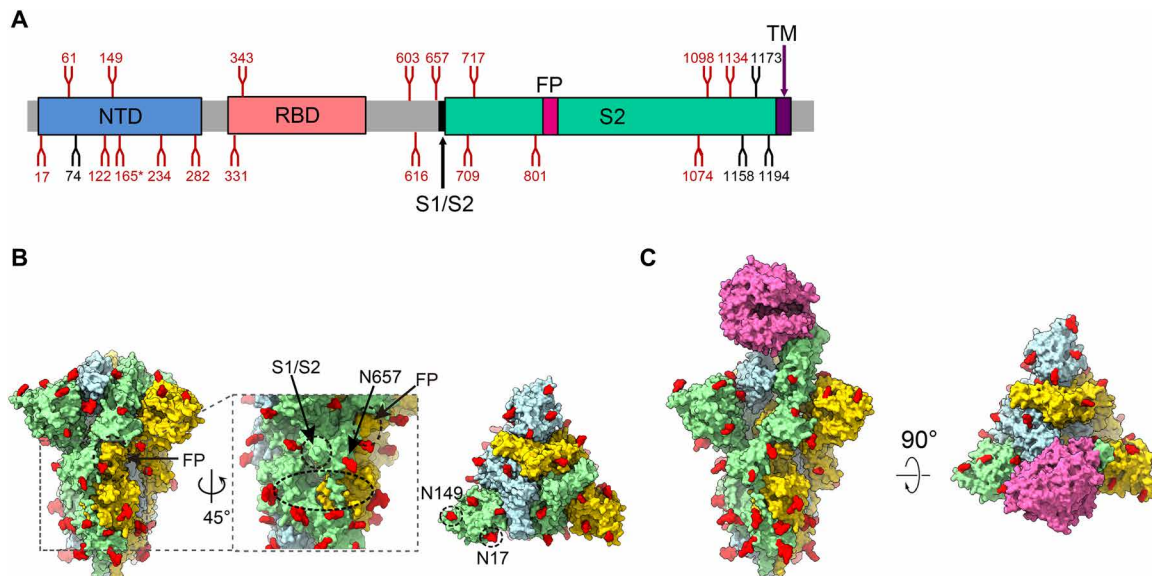 A
TM
61 149 343 603 657 717 1098 1134 1173
FP
NTD RBD S2
17 74 122 165* 234 282 331 616 709 801 1074 1158 1194
S1/S2
B
C
S1/S2
N657
FP
FP
45°
N149
N17
90°